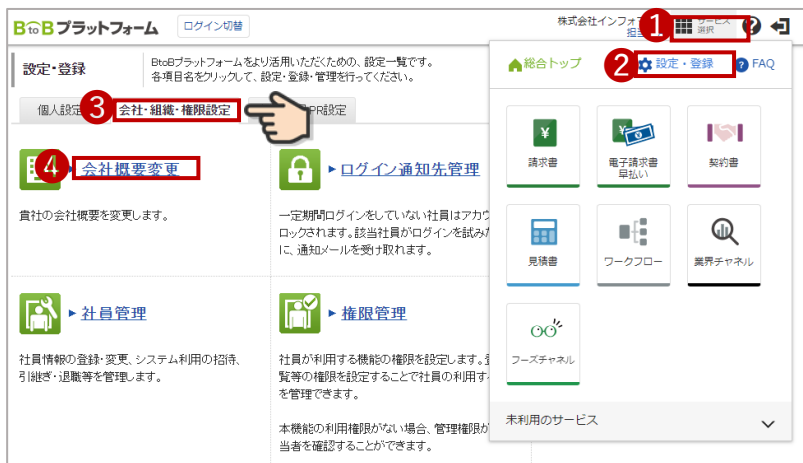 BtoBプラットフォーム
ログイン切替
株式会社インフォ
担
1
サービス
選択
設定・登録
BtoBプラットフォームをより活用いただくための、設定一覧です。
各項目名をクリックして、設定・登録・管理を行ってください。
総合トップ
2
設定・登録
FAQ
個人設定
3
会社・組織・権限設定
PR設定
4
会社概要変更
貴社の会社概要を変更します。
ログイン通知先管理
一定期間ログインをしていない社員はアカウ
ロックされます。該当社員がログインを試みた
に、通知メールを受け取れます。
社員管理
社員情報の登録・変更、システム利用の招待、
引継ぎ・退職等を管理します。
権限管理
社員が利用する機能の権限を設定します。
覧等の権限を設定することで社員の利用す
を管理できます。
本機能の利用権限がない場合、管理権限が
当者を確認することができます。
請求書
電子請求書
早払い
契約書
見積書
ワークフロー
業界チャネル
フーズチャネル
未利用のサービス